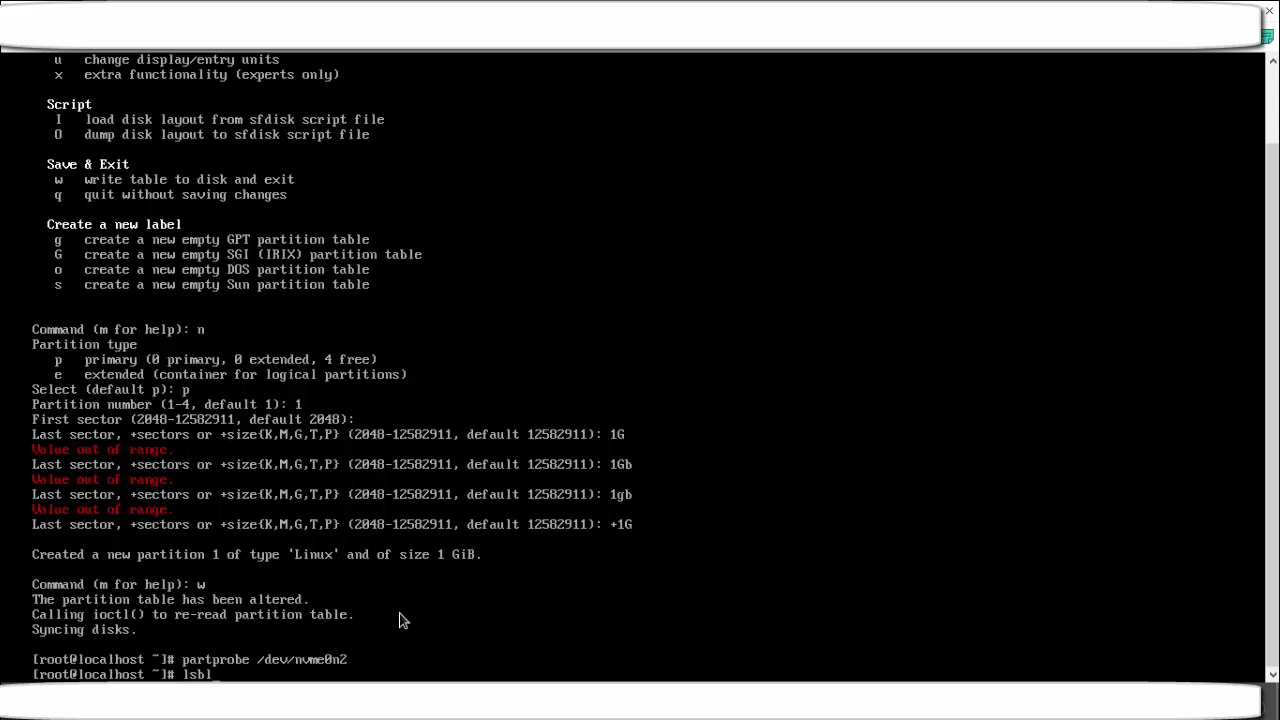 u   change display/entry units
x   extra functionality (experts only)
Script
I   load disk layout from sfdisk script file
O   dump disk layout to sfdisk script file
Save & Exit
w   write table to disk and exit
q   quit without saving changes
Create a new label
g   create a new empty GPT partition table
G   create a new empty SGI (IRIX) partition table
o   create a new empty DOS partition table
s   create a new empty Sun partition table
Command (m for help): n
Partition type
p   primary (0 primary, 0 extended, 4 free)
e   extended (container for logical partitions)
Select (default p): p
Partition number (1-4, default 1): 1
First sector (2048-12582911, default 2048):
Last sector, +sectors or +size{K,M,G,T,P} (2048-12582911, default 12582911): 1G
Value out of range.
Last sector, +sectors or +size{K,M,G,T,P} (2048-12582911, default 12582911): 1Gb
Value out of range.
Last sector, +sectors or +size{K,M,G,T,P} (2048-12582911, default 12582911): 1gb
Value out of range.
Last sector, +sectors or +size{K,M,G,T,P} (2048-12582911, default 12582911): +1G
Created a new partition 1 of type 'Linux' and of size 1 GiB.
Command (m for help): w
The partition table has been altered.
Calling ioctl() to re-read partition table.
Syncing disks.
[root@localhost ~]# partprobe /dev/nvme0n2
[root@localhost ~]# lsbl_